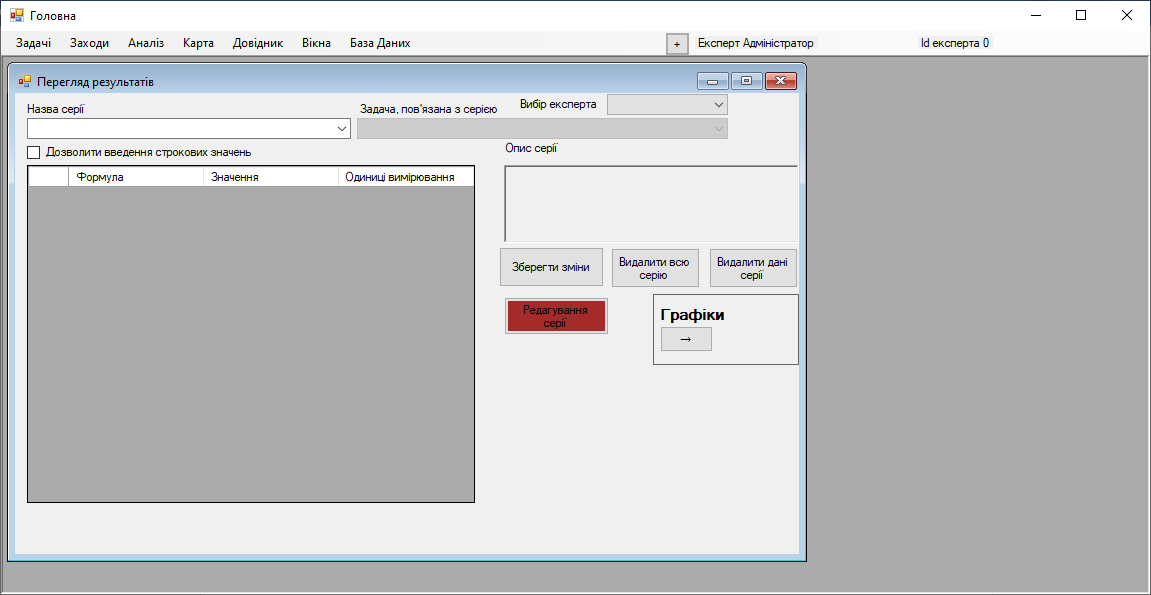 Головна
Задачі Заходи Аналіз Карта Довідник Вікна База Даних + Експерт Адміністратор Id експерта 0
Перегляд результатів
Назва серії Задача, пов'язана з серією Вибір експерта
Дозволити введення строкових значень Опис серії
Формула Значення Одиниці вимірювання
Зберегти зміни
Видалити всю
серію
Видалити дані
серії
Редагування
серії
Графіки
→